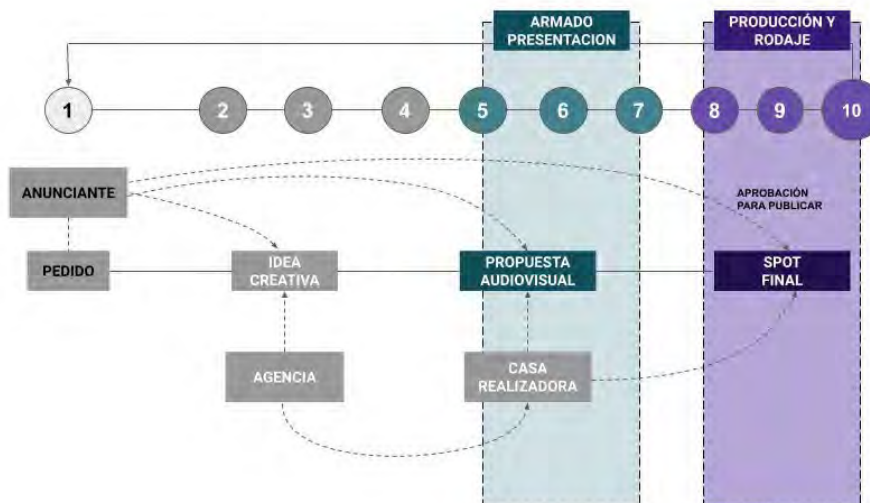 ARMADO
PRESENTACION
PRODUCCIÓN Y
RODAJE
1
2
3
4
5
6
7
8
9
10
ANUNCIANTE
APROBACIÓN
PARA PUBLICAR
PEDIDO
IDEA
CREATIVA
PROPUESTA
AUDIOVISUAL
SPOT
FINAL
AGENCIA
CASA
REALIZADORA